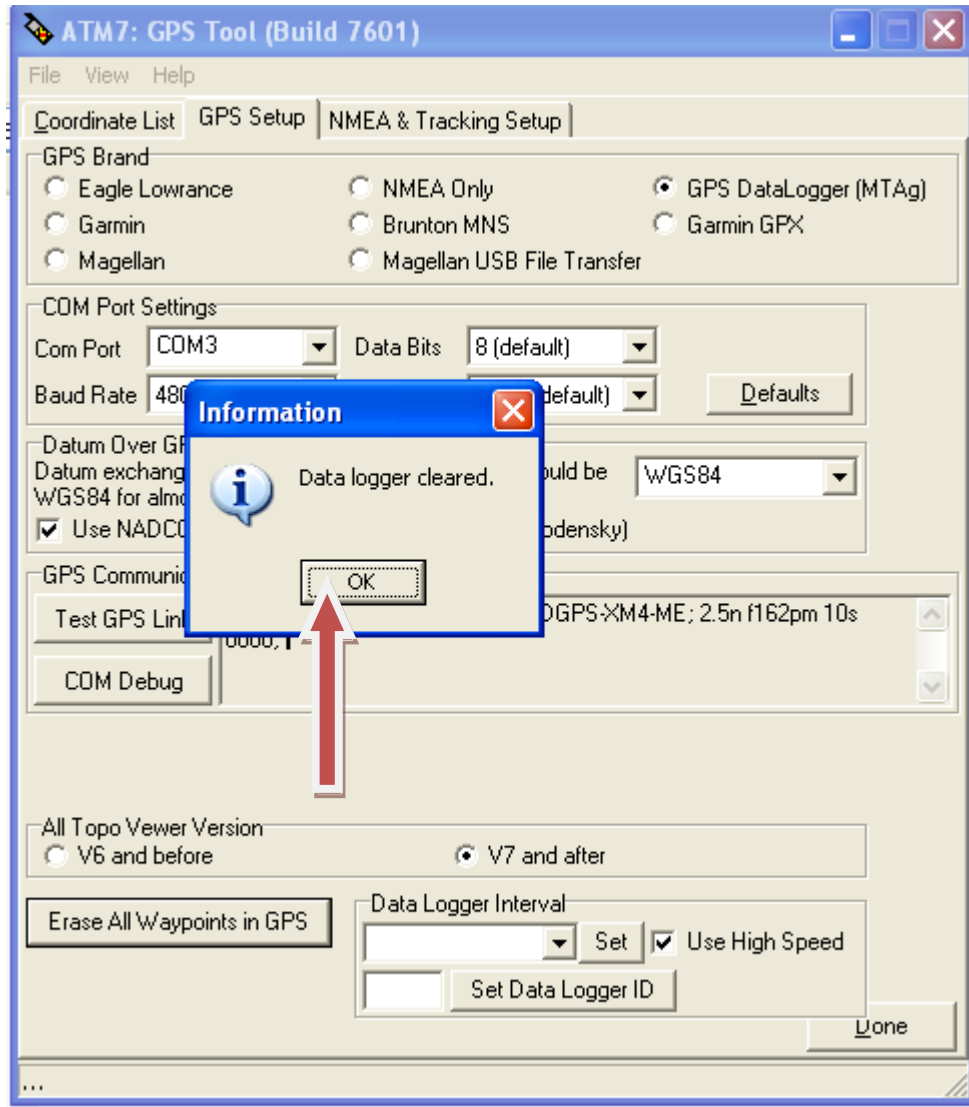 ATM7: GPS Tool (Build 7601)
File View Help
Coordinate List GPS Setup NMEA & Tracking Setup
GPS Brand
Eagle Lowrance NMEA Only GPS DataLogger (MTAg)
Garmin Brunton MNS Garmin GPX
Magellan Magellan USB File Transfer
COM Port Settings
Com Port COM3 Data Bits 8 (default)
Baud Rate 480 default) Defaults
Information
Datum Over
Datum exchang ould be WGS84
WGS84 for almo
Data logger cleared.
Use NADCO odensky)
OK
GPS Communic
Test GPS Lin DGPS-XM4-ME; 2.5n f162pm 10s
0000,
COM Debug
All Topo Vewer Version
V6 and before V7 and after
Erase All Waypoints in GPS
Data Logger Interval
Set Use High Speed
Set Data Logger ID
Done
...